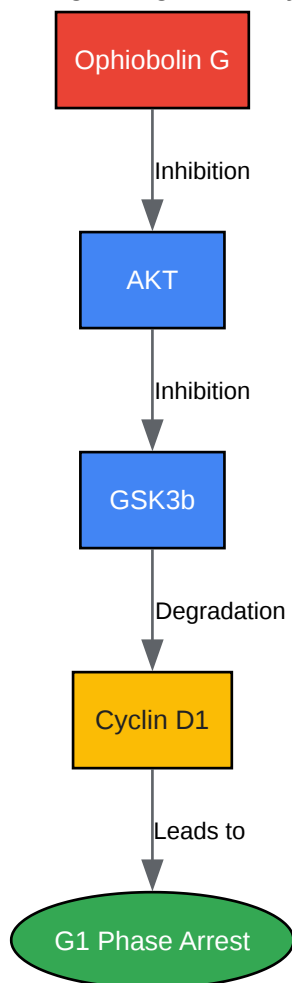 Ophiobolin G
Inhibition
AKT
Inhibition
GSK3b
Degradation
Cyclin D1
Leads to
G1 Phase Arrest